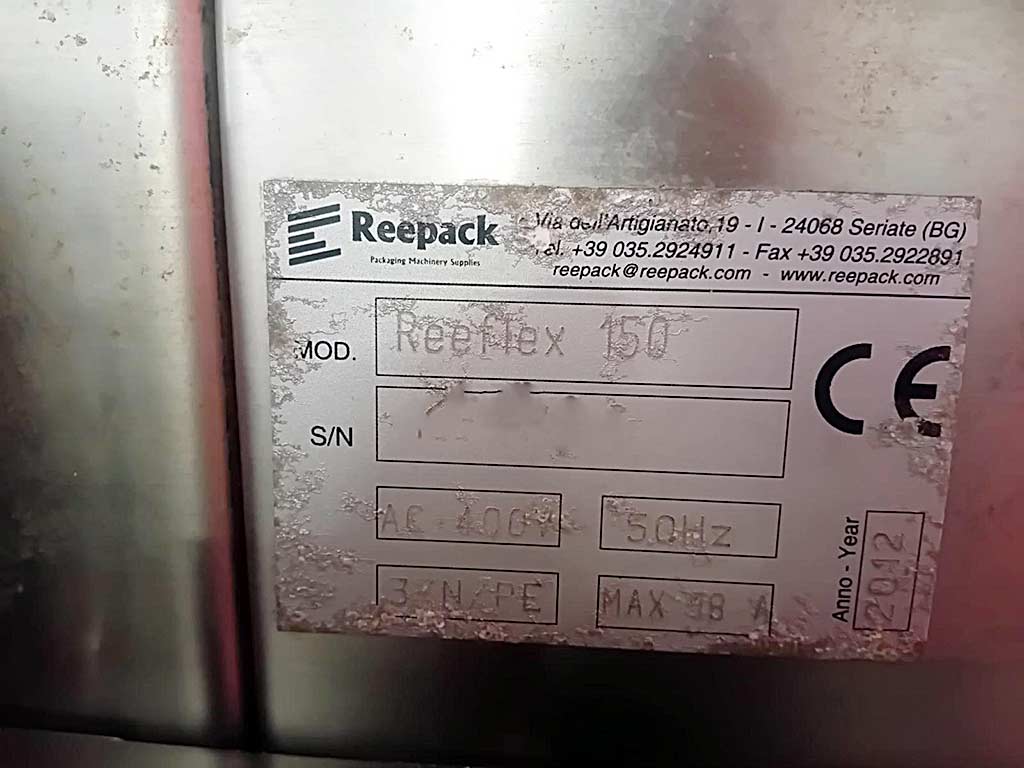 Reepack
Packaging Machinery Supplies
Via dell'Artigianato,19 - I - 24068 Seriate (BG)
Tel. +39 035.2924911 - Fax +39 035.2922891
reepack@reepack.com - www.reepack.com
MOD. Reeflex 150
CE
S/N
AC 400V 50Hz
3/N/PE MAX A
Anno - Year 2012